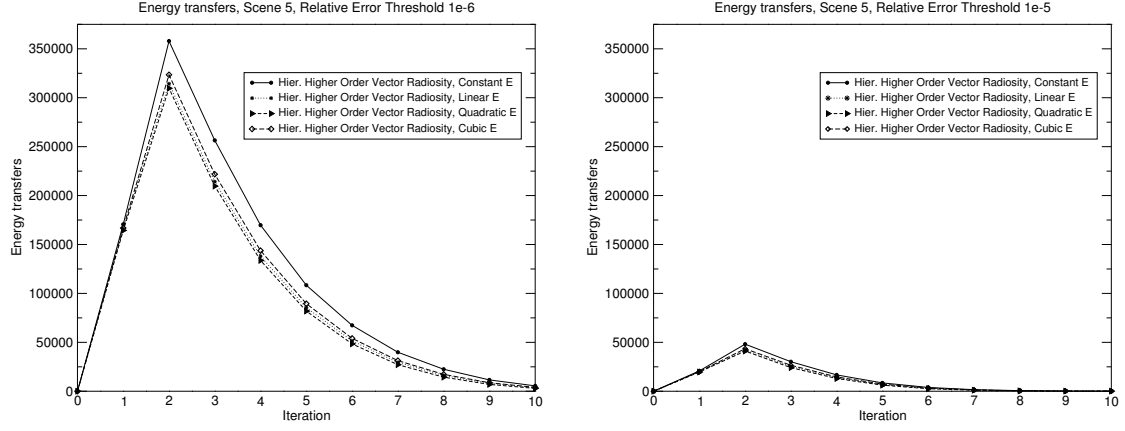 Energy transfers, Scene 5, Relative Error Threshold 1e-6
350000
300000
250000
200000
150000
100000
50000
0
Energy transfers
Hier. Higher Order Vector Radiosity, Constant E
Hier. Higher Order Vector Radiosity, Linear E
Hier. Higher Order Vector Radiosity, Quadratic E
Hier. Higher Order Vector Radiosity, Cubic E
0 1 2 3 4 5 6 7 8 9 10
Iteration
Energy transfers, Scene 5, Relative Error Threshold 1e-5
350000
300000
250000
200000
150000
100000
50000
0
Energy transfers
Hier. Higher Order Vector Radiosity, Constant E
Hier. Higher Order Vector Radiosity, Linear E
Hier. Higher Order Vector Radiosity, Quadratic E
Hier. Higher Order Vector Radiosity, Cubic E
0 1 2 3 4 5 6 7 8 9 10
Iteration